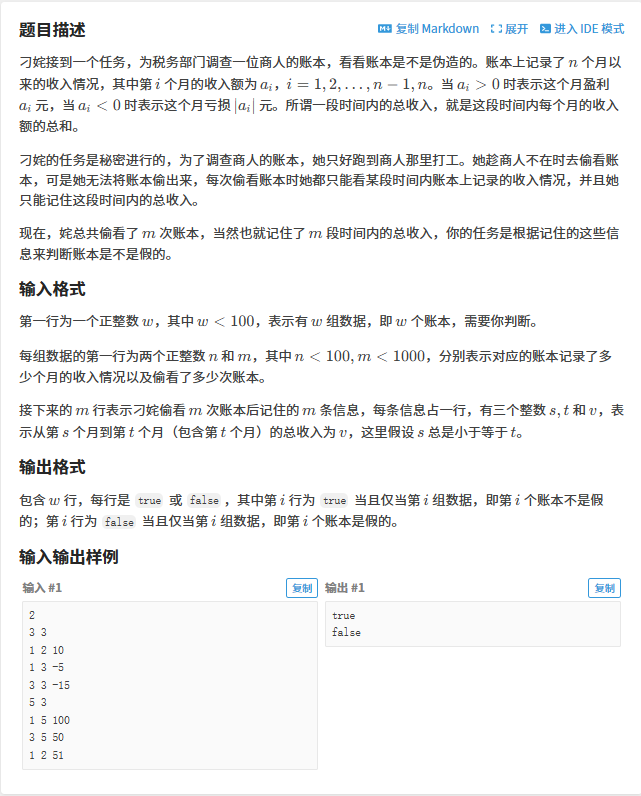 题目描述 复制 Markdown 展开 进入 IDE 模式
刁姹接到一个任务，为税务部门调查一位商人的账本，看看账本是不是伪造的。账本上记录了 n 个月以
来的收入情况，其中第 i 个月的收入额为 aᵢ，i = 1, 2, …, n − 1, n。当 aᵢ > 0 时表示这个月盈利
aᵢ 元，当 aᵢ < 0 时表示这个月亏损 |aᵢ| 元。所谓一段时间内的总收入，就是这段时间内每个月的收入
额的总和。
刁姹的任务是秘密进行的，为了调查商人的账本，她只好跑到商人那里打工。她趁商人不在时去偷看账
本，可是她无法将账本偷出来，每次偷看账本时她都只能看某段时间内账本上记录的收入情况，并且她
只能记住这段时间内的总收入。
现在，姹总共偷看了 m 次账本，当然也就记住了 m 段时间内的总收入，你的任务是根据记住的这些信
息来判断账本是不是假的。
输入格式
第一行为一个正整数 w，其中 w < 100，表示有 w 组数据，即 w 个账本，需要你判断。
每组数据的第一行为两个正整数 n 和 m，其中 n < 100, m < 1000，分别表示对应的账本记录了多
少个月的收入情况以及偷看了多少次账本。
接下来的 m 行表示刁姹偷看 m 次账本后记住的 m 条信息，每条信息占一行，有三个整数 s, t 和 v，表
示从第 s 个月到第 t 个月（包含第 t 个月）的总收入为 v，这里假设 s 总是小于等于 t。
输出格式
包含 w 行，每行是 true 或 false，其中第 i 行为 true 当且仅当第 i 组数据，即第 i 个账本不是假
的；第 i 行为 false 当且仅当第 i 组数据，即第 i 个账本是假的。
输入输出样例
输入 #1 复制
2
3 3
1 2 10
1 3 -5
3 3 -15
5 3
1 5 100
3 5 50
1 2 51
输出 #1 复制
true
false